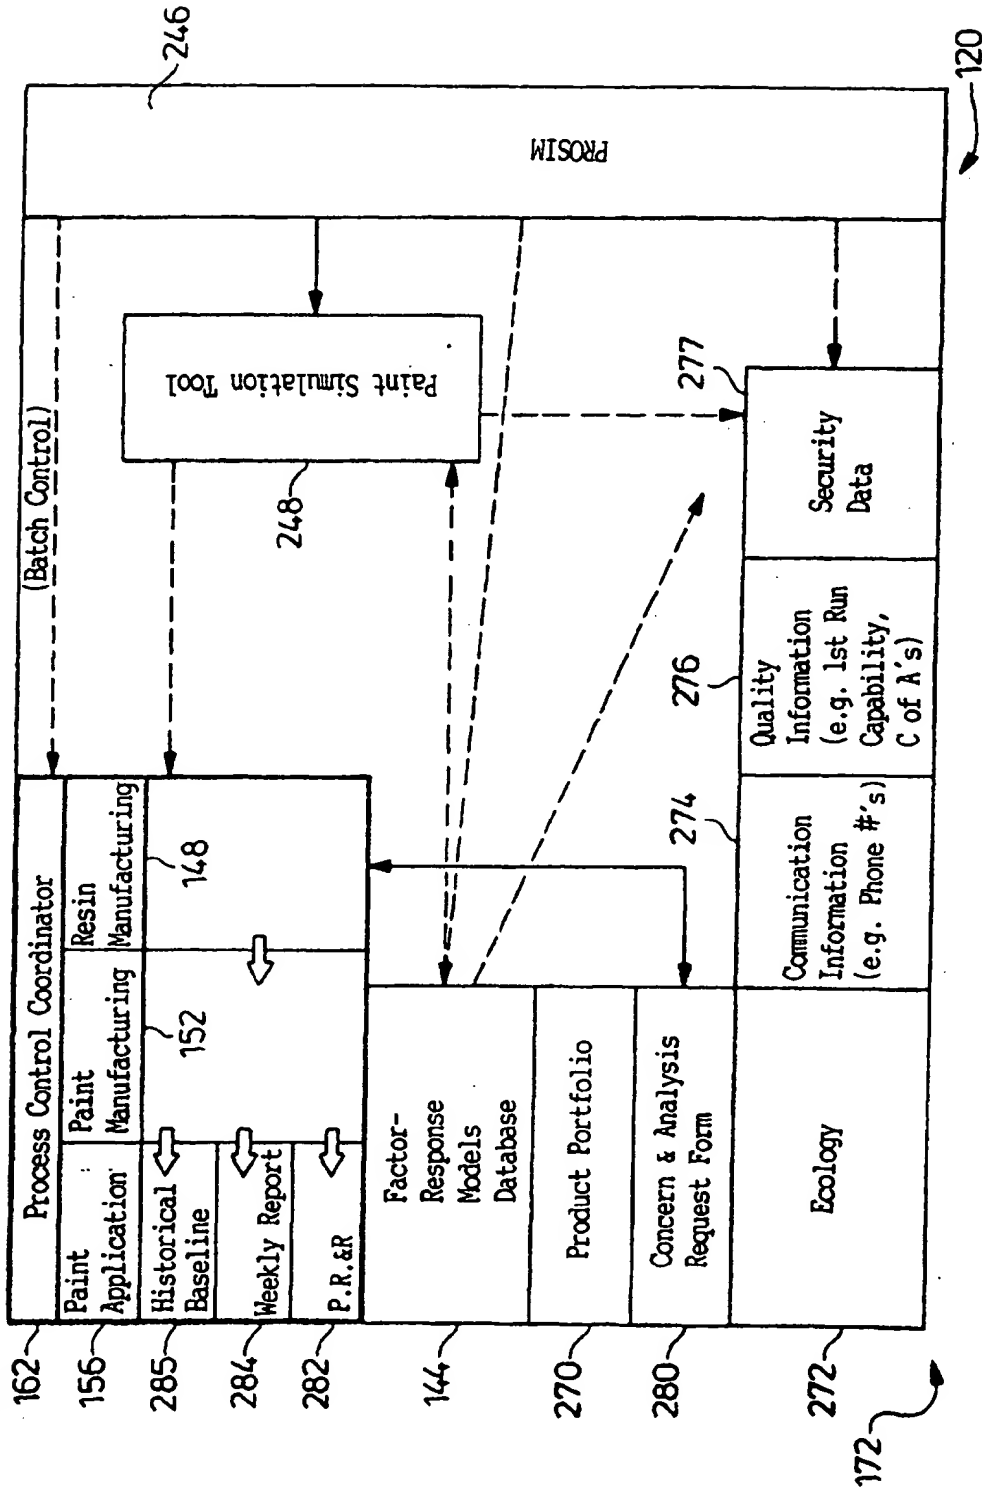 Process Control Coordinator
(Batch Control)
Paint
Application
Paint
Manufacturing
Resin
Manufacturing
Historical
Baseline
Weekly Report
P.R.&R
152
148
Paint Simulation Tool
248
PROSIM
246
Factor-
Response
Models
Database
Product Portfolio
Concern & Analysis
Request Form
Ecology
274
Communication
Information
(e.g. Phone #'s)
276
Quality
Information
(e.g. 1st Run
Capability,
C of A's)
277
Security
Data
162
156
285
284
282
144
270
280
272
172
120